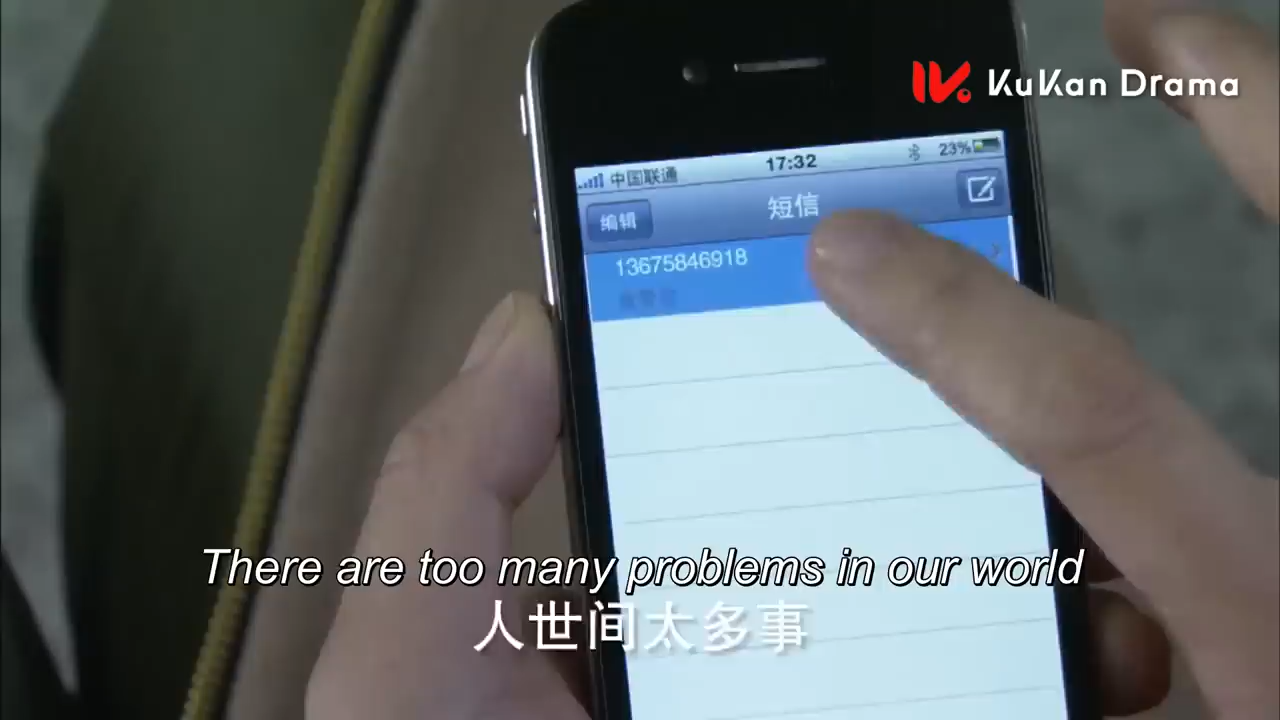 KuKan Drama
中国联通 17:32 23%
编辑 短信
13675846918
There are too many problems in our world
人世间太多事